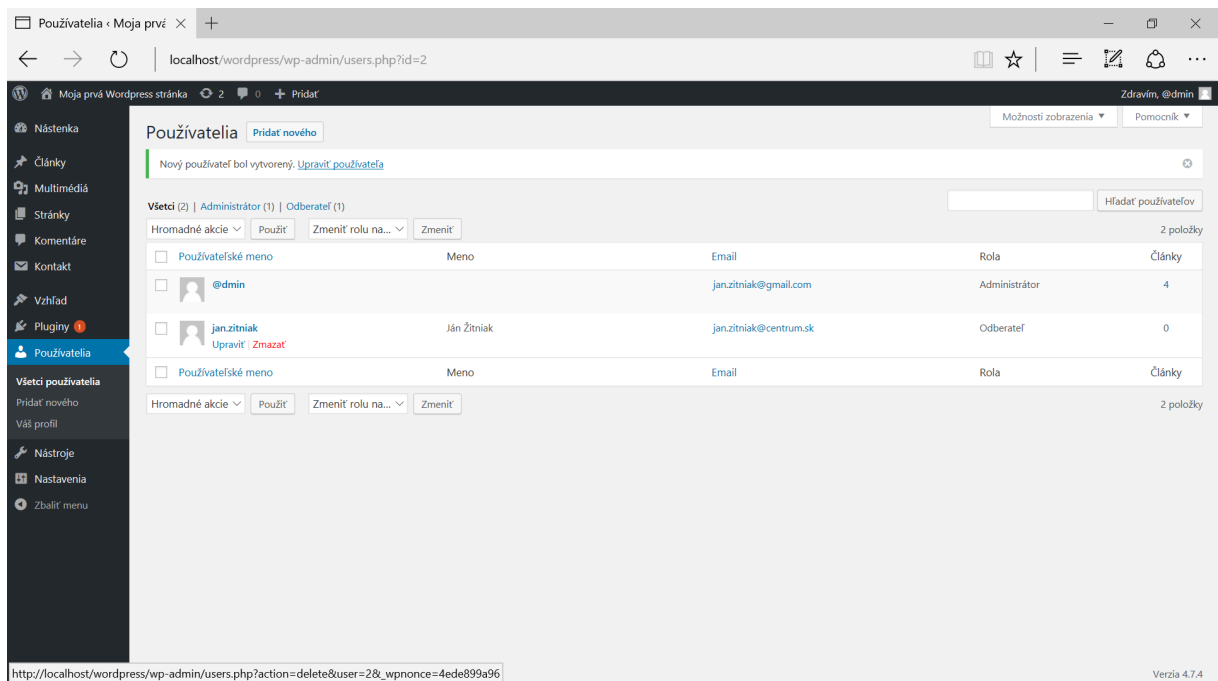 Používatelia ‹ Moja prvá
localhost/wordpress/wp-admin/users.php?id=2
Moja prvá Wordpress stránka 2 0 Pridať Zdravím, @dmin
Možnosti zobrazenia Pomocník
Nástenka
Články
Multimédiá
Stránky
Komentáre
Kontakt
Vzhľad
Pluginy 1
Používatelia
Všetci používatelia
Pridať nového
Váš profil
Nástroje
Nastavenia
Zbaliť menu
Používatelia Pridať nového
Nový používateľ bol vytvorený. Upraviť používateľa
Všetci (2) | Administrátor (1) | Odberateľ (1)
Hľadať používateľov
Hromadné akcie Použiť Zmeniť rolu na... Zmeniť 2 položky
Používateľské meno Meno Email Rola Články
@dmin jan.zitniak@gmail.com Administrátor 4
jan.zitniak Ján Žitniak jan.zitniak@centrum.sk Odberateľ 0
Upraviť | Zmazať
Používateľské meno Meno Email Rola Články
Hromadné akcie Použiť Zmeniť rolu na... Zmeniť 2 položky
http://localhost/wordpress/wp-admin/users.php?action=delete&user=2&_wpnonce=4ede899a96
Verzia 4.7.4